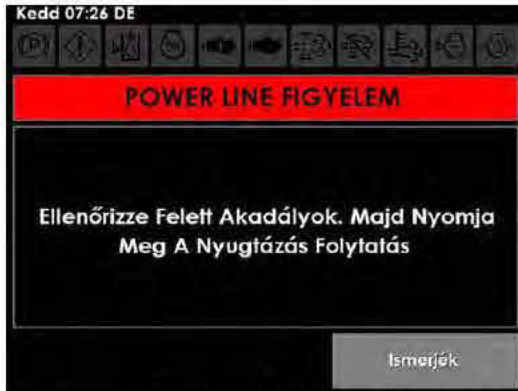 Kedd 07:26 DE
POWER LINE FIGYELEM
Ellenőrizze Felett Akadályok. Majd Nyomja
Meg A Nyugtázás Folytatás
Ismerjék